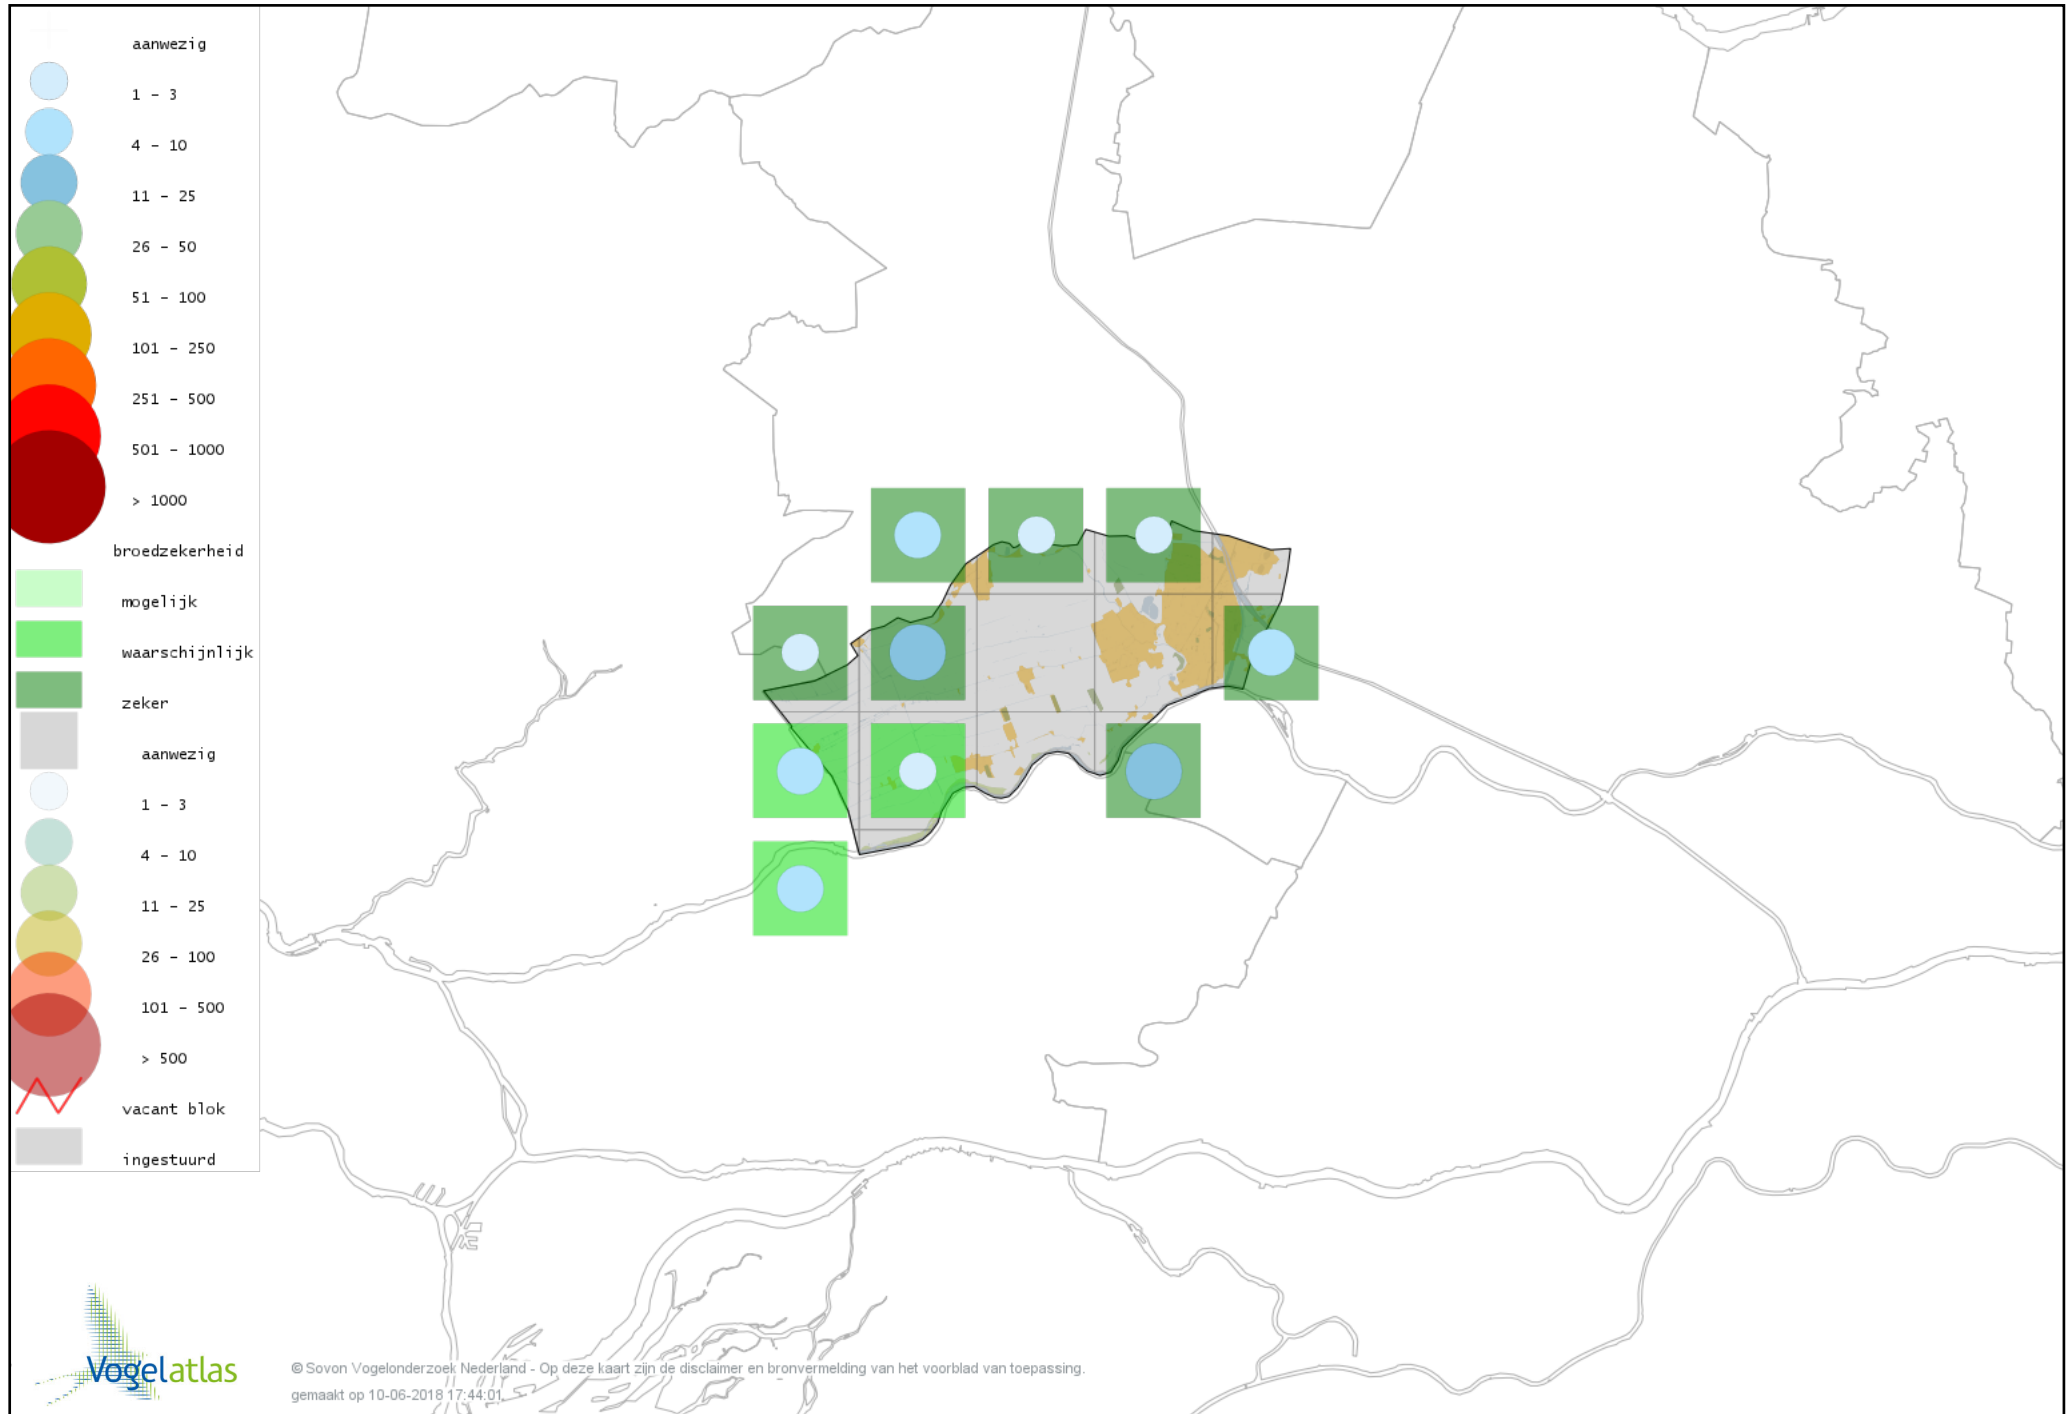 aanwezig
1 – 3
4 – 10
11 – 25
26 – 50
51 – 100
101 – 250
251 – 500
501 – 1000
> 1000
broedzekerheid
mogelijk
waarschijnlijk
zeker
aanwezig
1 – 3
4 – 10
11 – 25
26 – 100
101 – 500
> 500
vacant blok
ingestuurd
Vogelatlas
© Sovon Vogelonderzoek Nederland - Op deze kaart zijn de disclaimer en bronvermelding van het voorblad van toepassing.
gemaakt op 10-06-2018 17:44:01